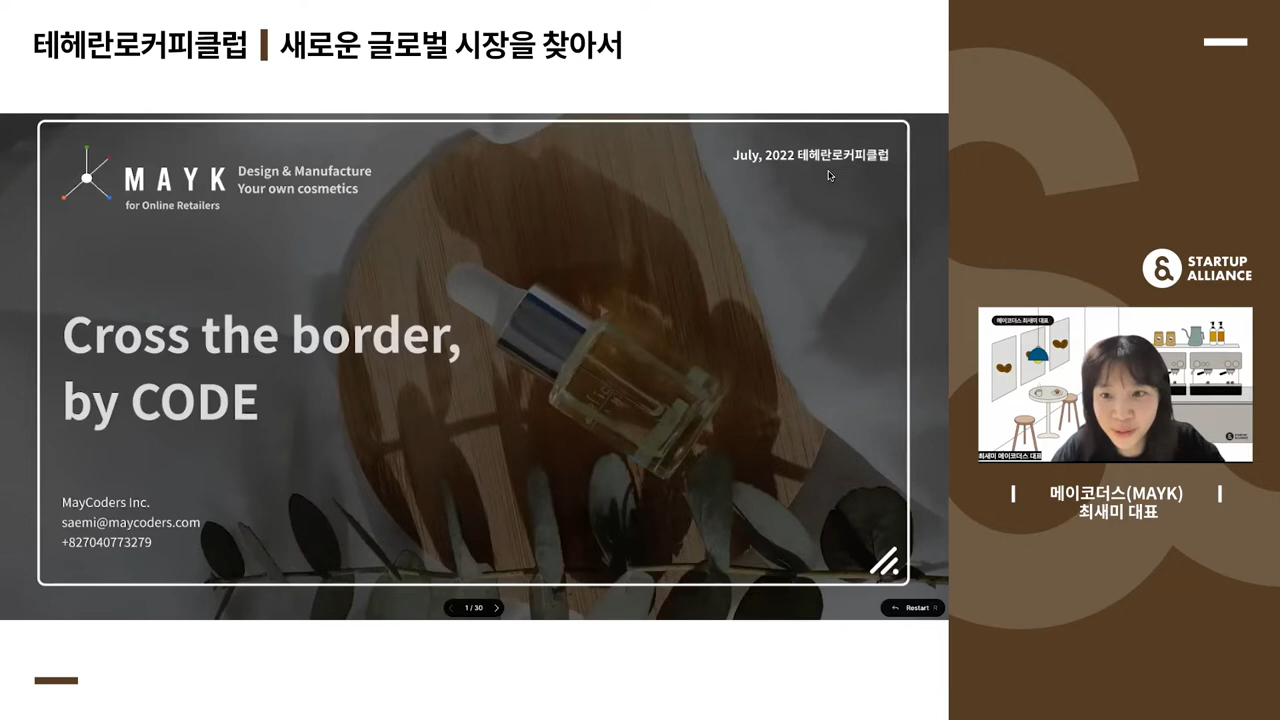 테헤란로커피클럽 | 새로운 글로벌 시장을 찾아서
MAYK
for Online Retailers
Design & Manufacture
Your own cosmetics
July, 2022 테헤란로커피클럽
Cross the border,
by CODE
MayCoders Inc.
saemi@maycoders.com
+827040773279
1 / 30
Restart R
STARTUP
ALLIANCE
메이코더스 최새미 대표
STARTUP
ALLIANCE
최새미 메이코더스 대표
메이코더스(MAYK)
최새미 대표